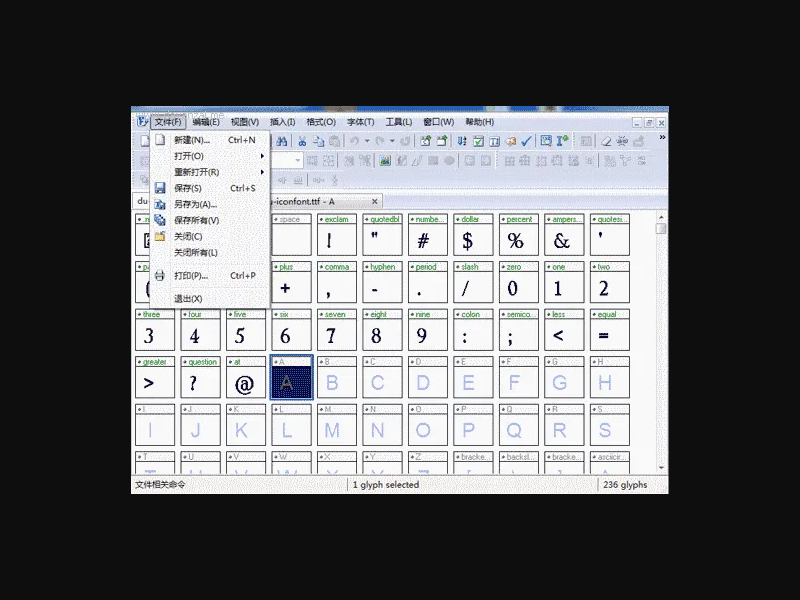 文件(F) 编辑(E) 视图(V) 插入(I) 格式(O) 字体(T) 工具(L) 窗口(W) 帮助(H)
新建(N)... Ctrl+N
打开(O)
重新打开(R)
保存(S) Ctrl+S
另存为(A)...
保存所有(V)
关闭(C)
关闭所有(L)
打印(P)... Ctrl+P
退出(X)
du- u-iconfont.ttf - A
space exclam quotedbl numbe... dollar percent ampers... quotesi...
! " # $ % & '
plus comma hyphen period slash zero one two
( + , - . / 0 1 2
three four five six seven eight nine colon semico... less equal
3 4 5 6 7 8 9 : ; < =
greater question at A B C D E F G H
> ? @ A B C D E F G H
I J K L M N O P Q R S
I J K L M N O P Q R S
T U V W X Y Z bracke... backsl... bracke... asciicir...
文件相关命令 1 glyph selected 236 glyphs